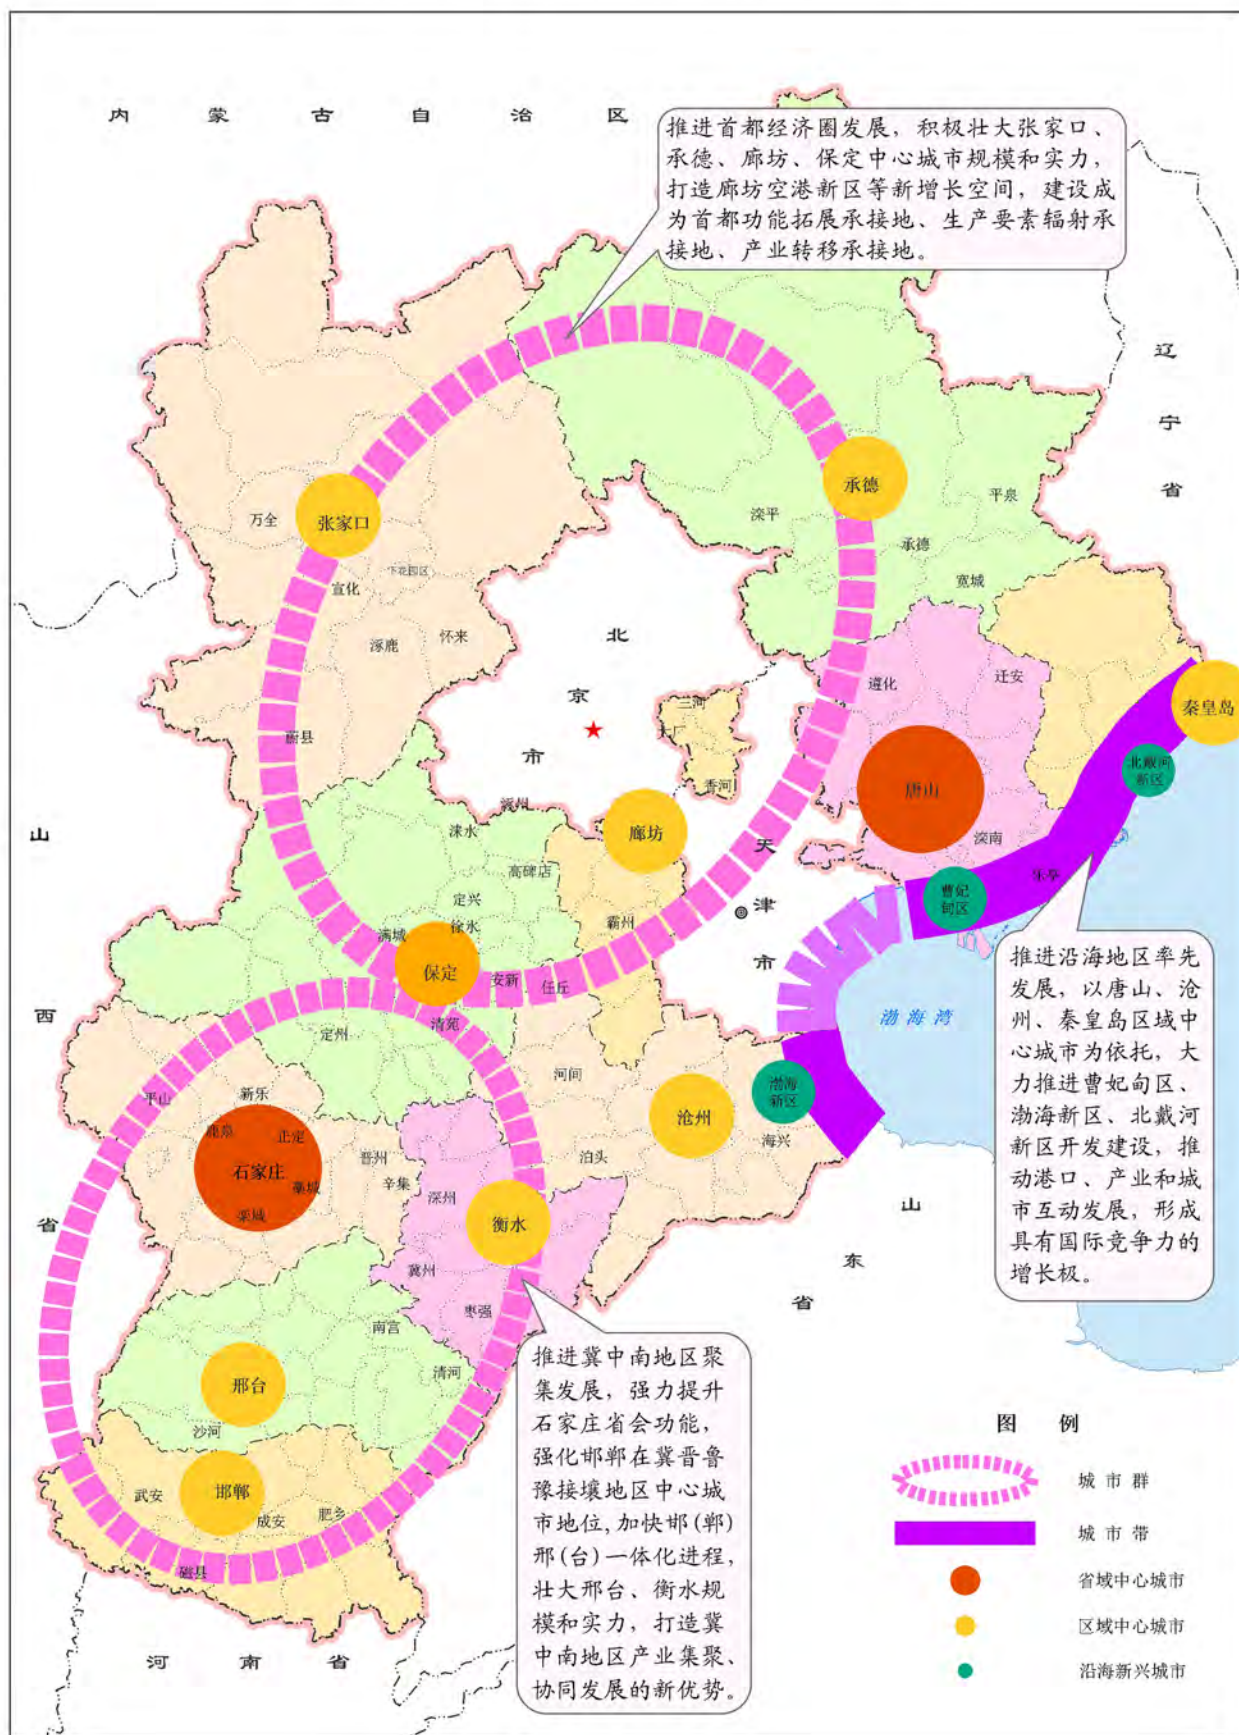 内蒙古自治区
推进首都经济圈发展，积极壮大张家口、
承德、廊坊、保定中心城市规模和实力，
打造廊坊空港新区等新增长空间，建设成
为首都功能拓展承接地、生产要素辐射承
接地、产业转移承接地。
辽宁省
承德
平泉
张家口
万全
滦平
承德
下花园区
宣化
宽城
北京市
怀来
涿鹿
遵化
迁安
三河
大厂
秦皇岛
蔚县
北戴河
新区
香河
唐山
涿州
山西省
涞水
廊坊
滦南
天津市
高碑店
乐亭
定兴
曹妃
甸区
徐水
霸州
满城
保定
安新
任丘
渤海湾
清苑
定州
推进沿海地区率先
发展，以唐山、沧
州、秦皇岛区域中
心城市为依托，大
力推进曹妃甸区、
渤海新区、北戴河
新区开发建设，推
动港口、产业和城
市互动发展，形成
具有国际竞争力的
增长极。
河间
渤海
新区
新乐
平山
沧州
鹿泉
正定
海兴
晋州
泊头
石家庄
辛集
藁城
深州
栾城
衡水
山东省
冀州
枣强
南宫
清河
邢台
沙河
推进冀中南地区聚
集发展，强力提升
石家庄省会功能，
强化邯郸在冀晋鲁
豫接壤地区中心城
市地位，加快邯(郸)
邢(台)一体化进程，
壮大邢台、衡水规
模和实力，打造冀
中南地区产业集聚、
协同发展的新优势。
武安
邯郸
成安
肥乡
磁县
河南省
图例
城市群
城市带
省域中心城市
区域中心城市
沿海新兴城市